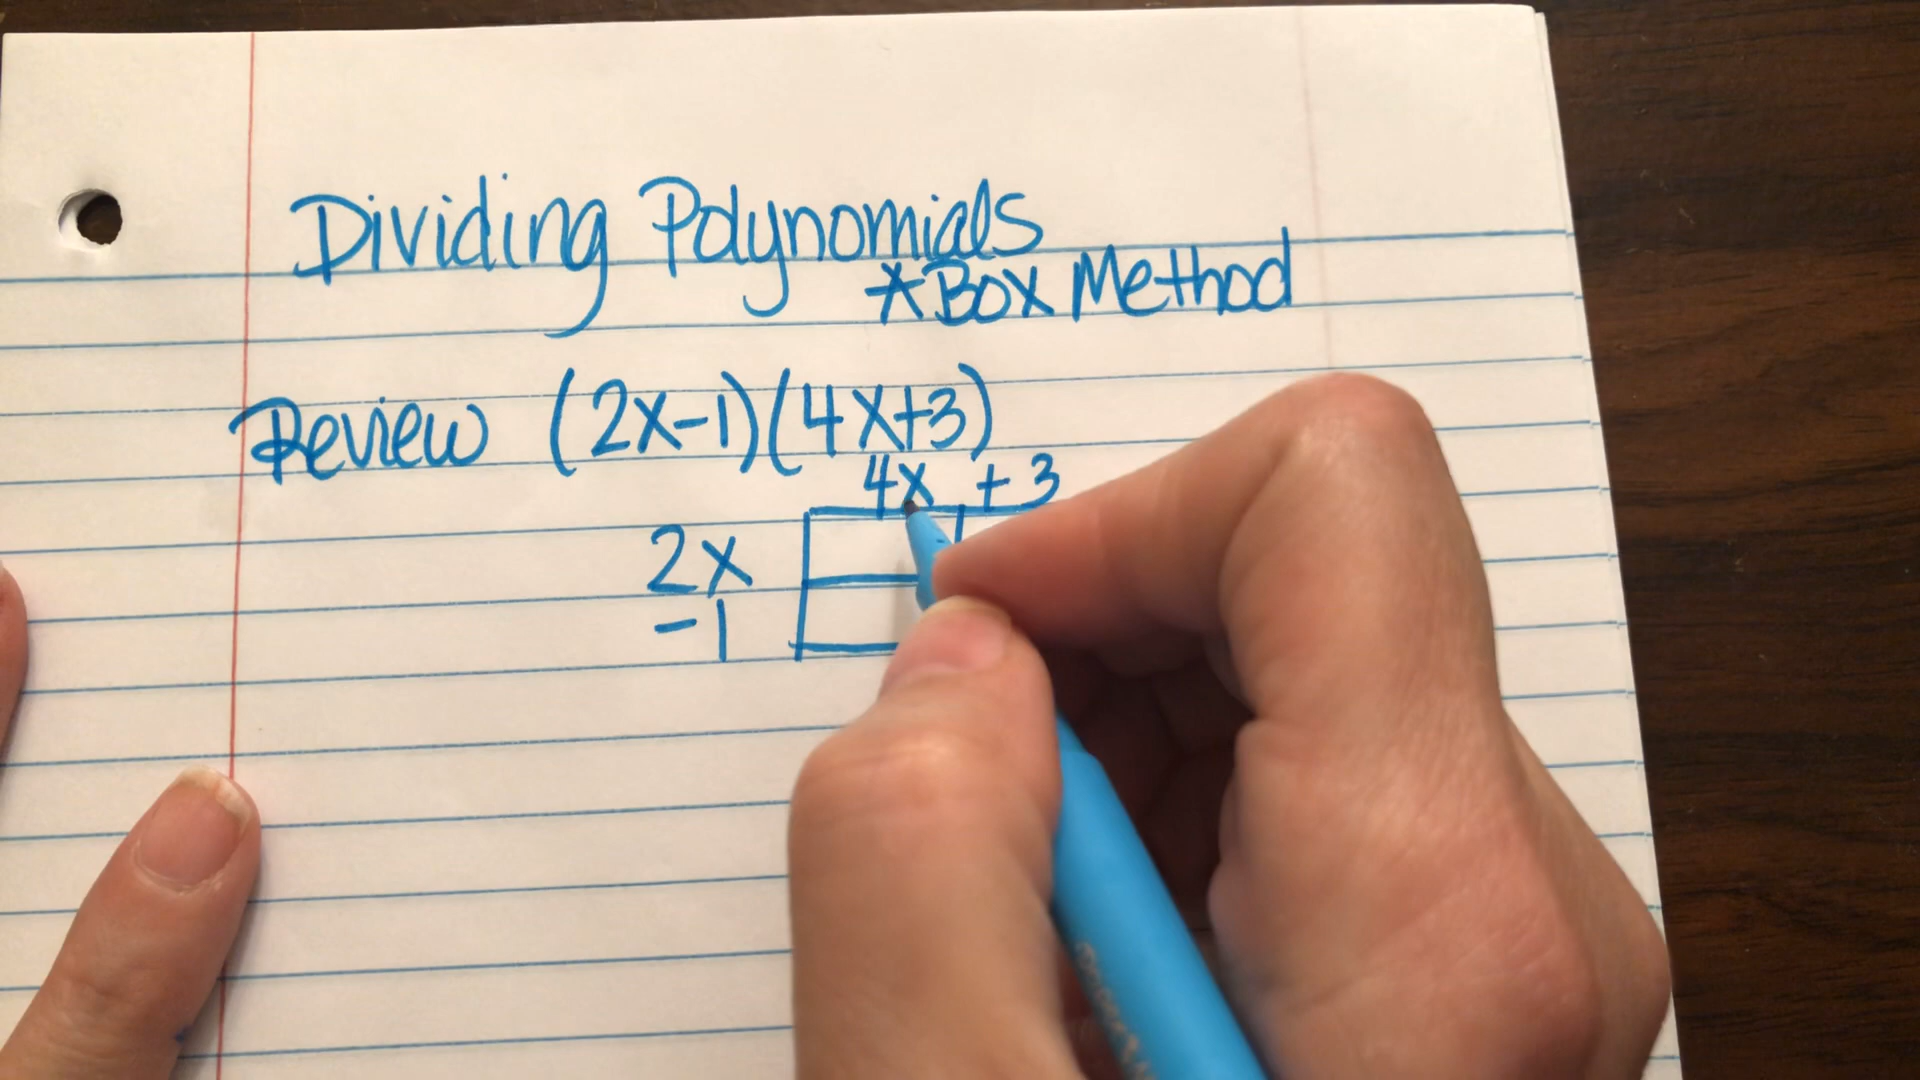 Dividing Polynomials
*Box Method
Review (2x-1)(4x+3)
4x + 3
2x
-1